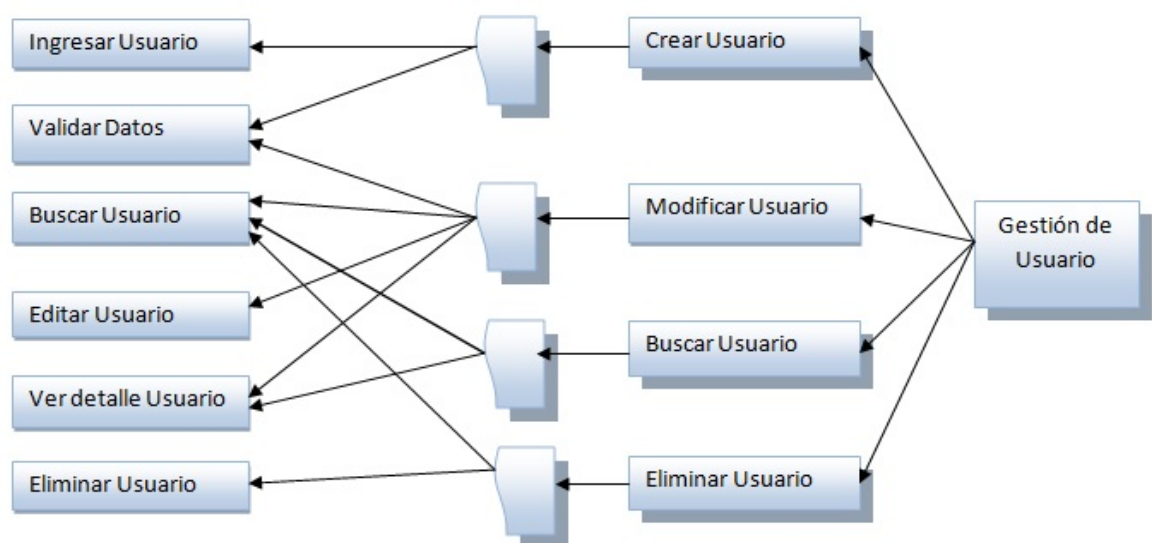 Ingresar Usuario
Crear Usuario
Validar Datos
Buscar Usuario
Modificar Usuario
Gestión de
Usuario
Editar Usuario
Buscar Usuario
Ver detalle Usuario
Eliminar Usuario
Eliminar Usuario